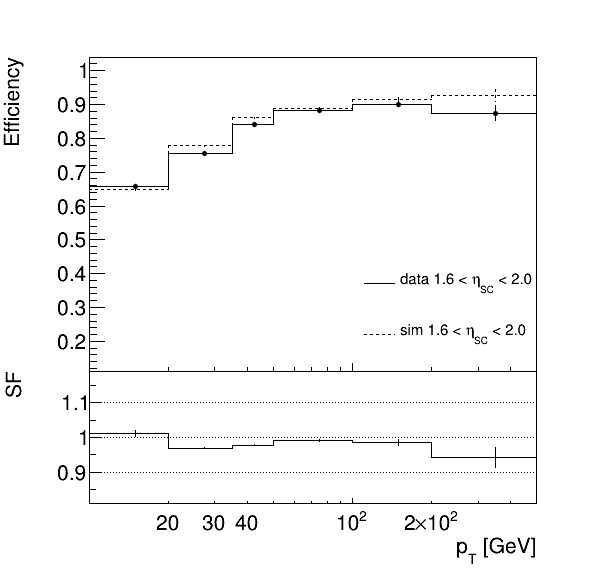 Efficiency
1
0.9
0.8
0.7
0.6
0.5
0.4
0.3
0.2
data 1.6 < η_SC < 2.0
sim 1.6 < η_SC < 2.0
SF
1.1
1
0.9
20 30 40 10² 2×10²
p_T [GeV]